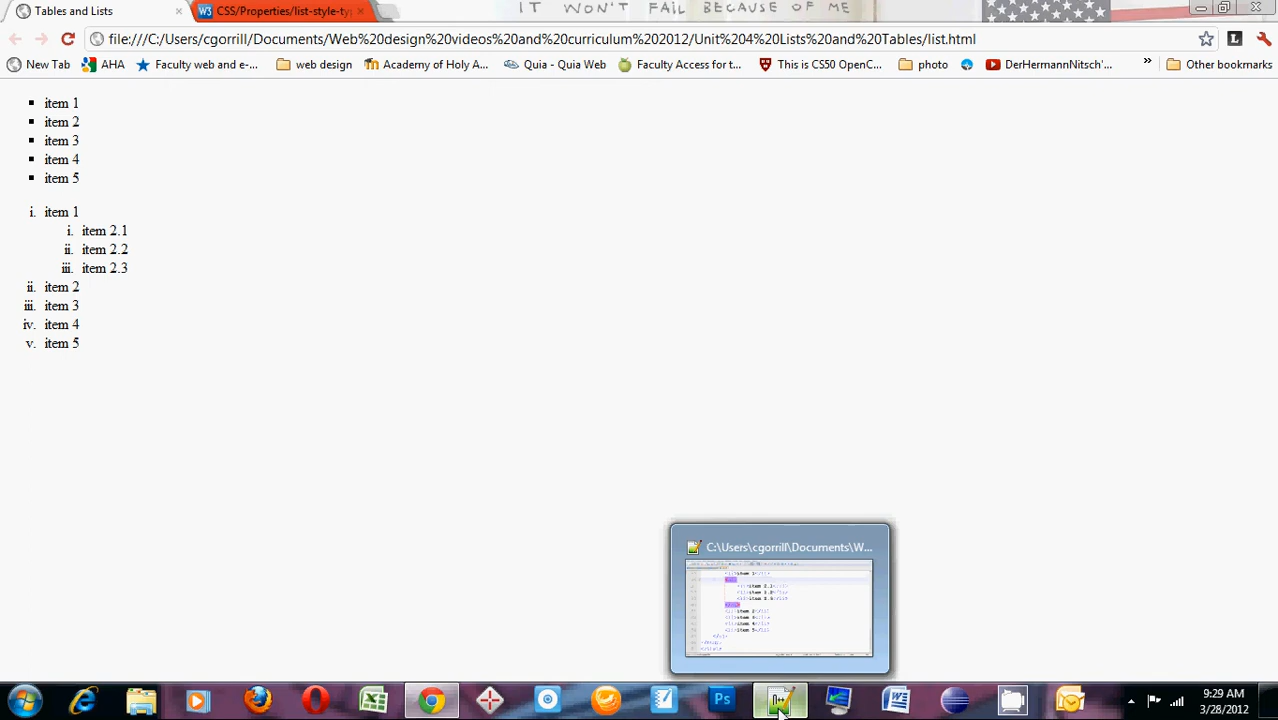 IT WON'T FAIL BECAUSE OF ME
Tables and Lists
CSS/Properties/list-style-ty
file:///C:/Users/cgorrill/Documents/Web%20design%20videos%20and%20curriculum%202012/Unit%204%20Lists%20and%20Tables/list.html
New Tab AHA Faculty web and e-... web design Academy of Holy A... Quia - Quia Web Faculty Access for t... This is CS50 OpenC... photo DerHermannNitsch'... » Other bookmarks
item 1
item 2
item 3
item 4
item 5
i. item 1
i. item 2.1
ii. item 2.2
iii. item 2.3
ii. item 2
iii. item 3
iv. item 4
v. item 5
C:\Users\cgorrill\Documents\W...
9:29 AM
3/28/2012